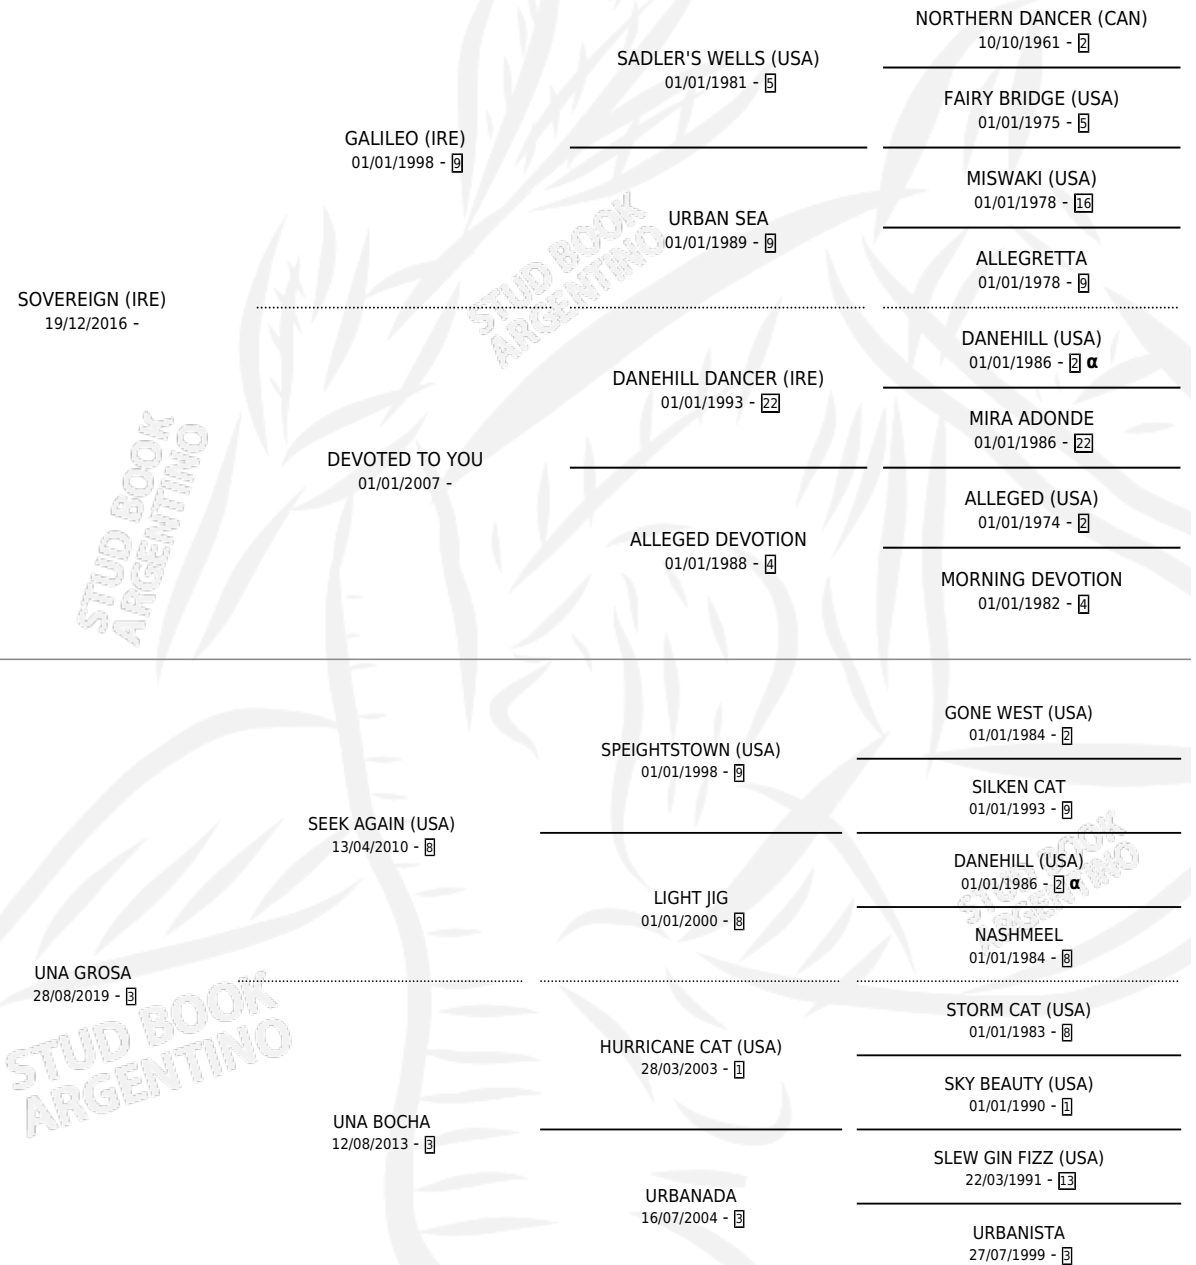 NORTHERN DANCER (CAN)
10/10/1961 - 2
SADLER'S WELLS (USA)
01/01/1981 - 5
FAIRY BRIDGE (USA)
01/01/1975 - 5
GALILEO (IRE)
01/01/1998 - 9
MISWAKI (USA)
01/01/1978 - 16
URBAN SEA
01/01/1989 - 9
ALLEGRETTA
01/01/1978 - 9
SOVEREIGN (IRE)
19/12/2016 -
DANEHILL (USA)
01/01/1986 - 2 α
DANEHILL DANCER (IRE)
01/01/1993 - 22
MIRA ADONDE
01/01/1986 - 22
DEVOTED TO YOU
01/01/2007 -
ALLEGED (USA)
01/01/1974 - 2
ALLEGED DEVOTION
01/01/1988 - 4
MORNING DEVOTION
01/01/1982 - 4
GONE WEST (USA)
01/01/1984 - 2
SPEIGHTSTOWN (USA)
01/01/1998 - 9
SILKEN CAT
01/01/1993 - 9
SEEK AGAIN (USA)
13/04/2010 - 8
DANEHILL (USA)
01/01/1986 - 2 α
LIGHT JIG
01/01/2000 - 8
NASHMEEL
01/01/1984 - 8
UNA GROSA
28/08/2019 - 3
STORM CAT (USA)
01/01/1983 - 8
HURRICANE CAT (USA)
28/03/2003 - 1
SKY BEAUTY (USA)
01/01/1990 - 1
UNA BOCHA
12/08/2013 - 3
SLEW GIN FIZZ (USA)
22/03/1991 - 13
URBANADA
16/07/2004 - 3
URBANISTA
27/07/1999 - 3
STUD BOOK
ARGENTINO
STUD BOOK
ARGENTINO
STUD BOOK
ARGENTINO
STUD BOOK
ARGENTINO